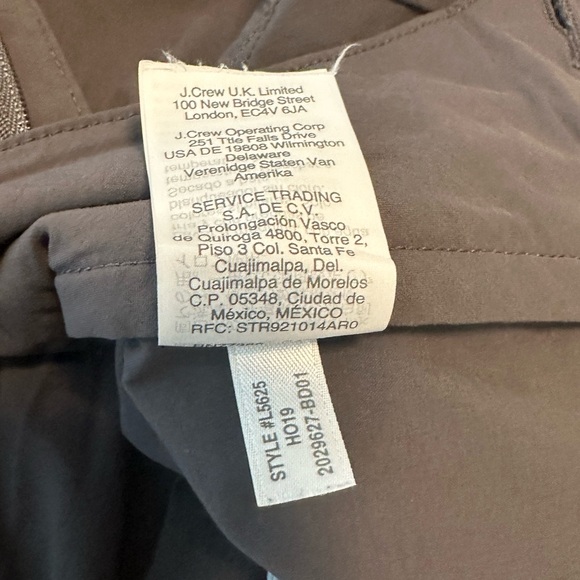 J.Crew U.K. Limited
100 New Bridge Street
London, EC4V 6JA
J.Crew Operating Corp
251 Ttle Falls Drive
USA DE 19808 Wilmington
Delaware
Verenidge Staten Van
Amerika
SERVICE TRADING
S.A. DE C.V.
Prolongación Vasco
de Quiroga 4800, Torre 2,
Piso 3 Col. Santa Fe
Cuajimalpa, Del.
Cuajimalpa de Morelos
C.P. 05348, Ciudad de
México, MÉXICO
RFC: STR921014AR0
STYLE #L5625
HO19
2029627-BD01